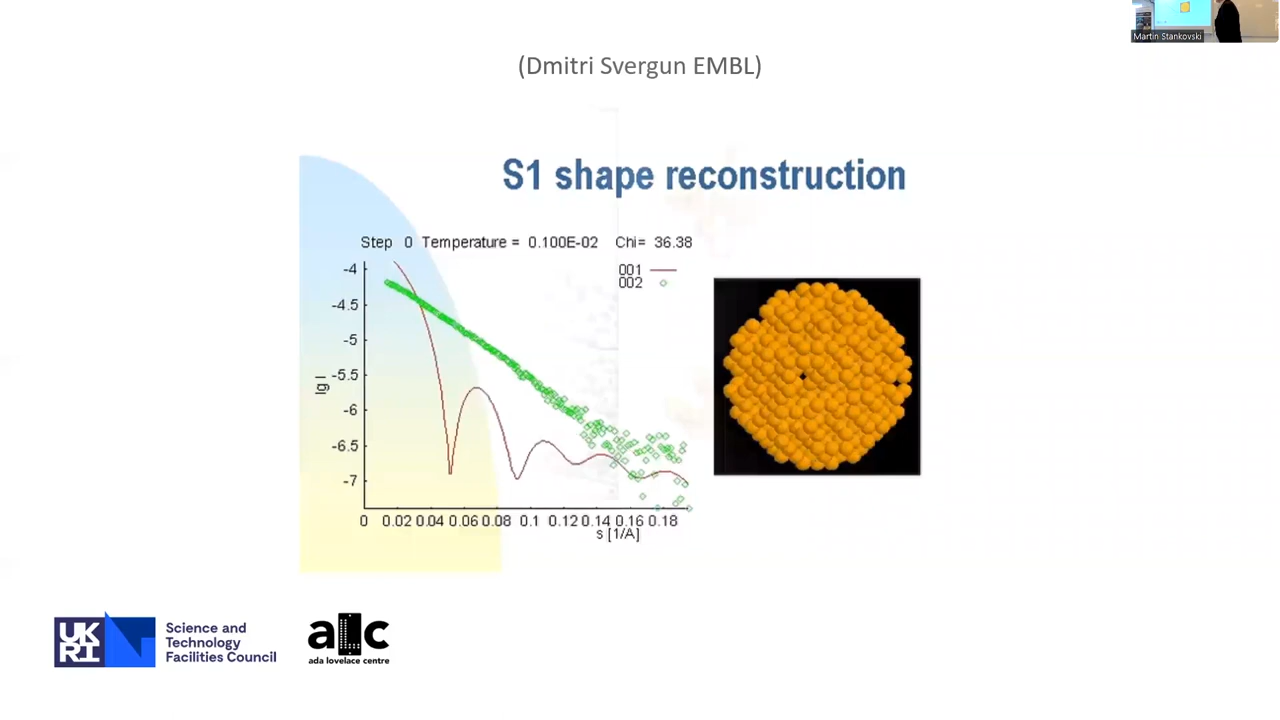 Martin Stankovski
(Dmitri Svergun EMBL)
S1 shape reconstruction
Step 0 Temperature = 0.100E-02 Chi= 36.38
001
002
-4
-4.5
-5
-5.5
-6
-6.5
-7
lg I
0 0.02 0.04 0.06 0.08 0.1 0.12 0.14 0.16 0.18
s [1/A]
UK
RI
Science and
Technology
Facilities Council
alc
ada lovelace centre